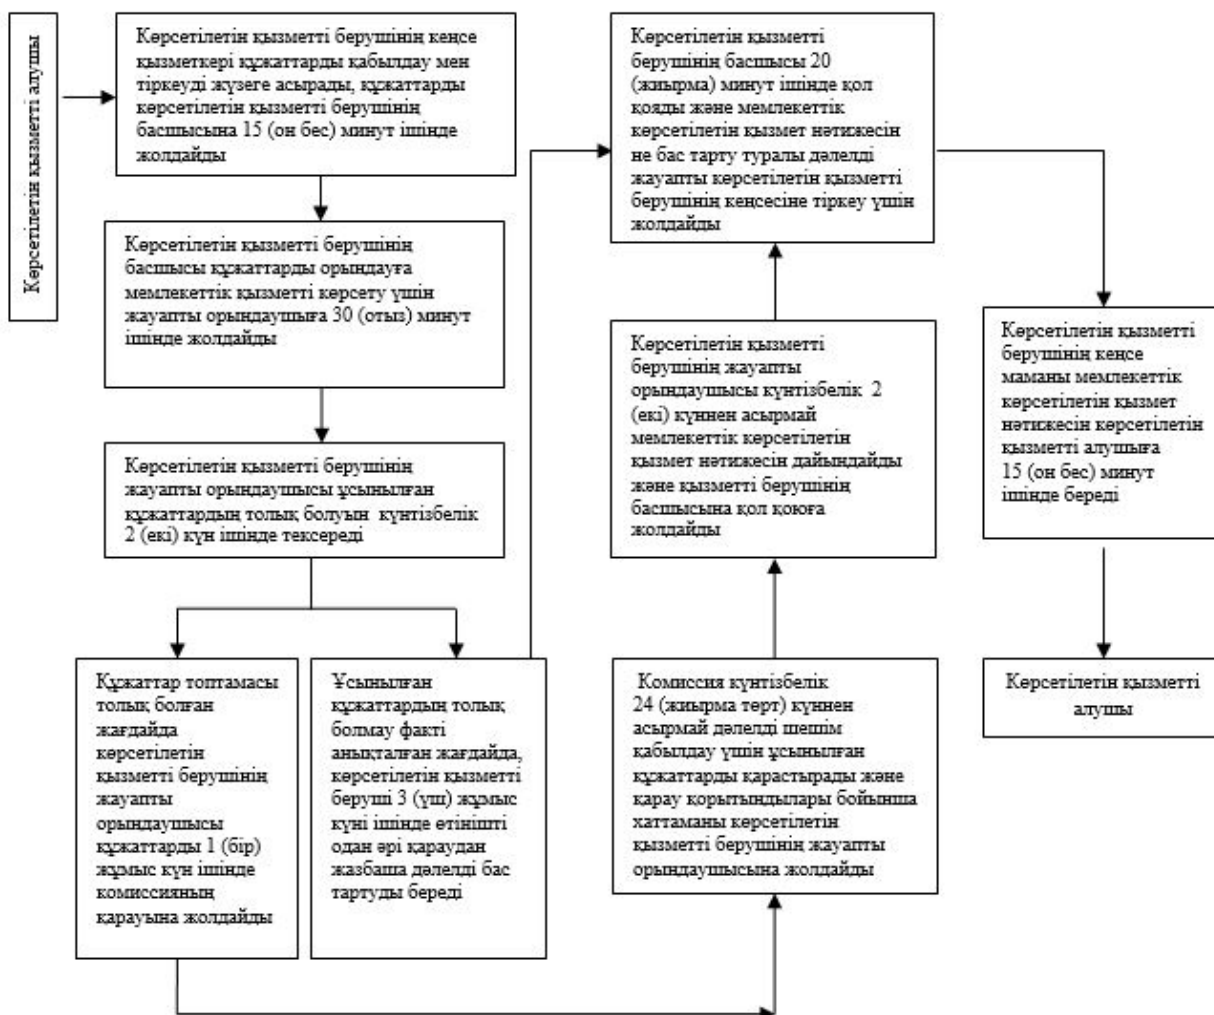 Көрсетілетін қызметті алушы
Көрсетілетін қызметті берушінің кеңсе
қызметкері құжаттарды қабылдау мен
тіркеуді жүзеге асырады, құжаттарды
көрсетілетін қызметті берушінің
басшысына 15 (он бес) минут ішінде
жолдайды
Көрсетілетін қызметті берушінің
басшысы құжаттарды орындауға
мемлекеттік қызметті көрсету үшін
жауапты орындаушыға 30 (отыз) минут
ішінде жолдайды
Көрсетілетін қызметті берушінің
жауапты орындаушысы ұсынылған
құжаттардың толық болуын күнтізбелік
2 (екі) күн ішінде тексереді
Құжаттар топтамасы
толық болған
жағдайда
көрсетілетін
қызметті берушінің
жауапты
орындаушысы
құжаттарды 1 (бір)
жұмыс күн ішінде
комиссияның
қарауына жолдайды
Ұсынылған
құжаттардың толық
болмау факті
анықталған жағдайда,
көрсетілетін қызметті
беруші 3 (үш) жұмыс
күні ішінде өтінішті
одан әрі қараудан
жазбаша дәлелді бас
тартуды береді
Комиссия күнтізбелік
24 (жиырма төрт) күннен
асырмай дәлелді шешім
қабылдау үшін ұсынылған
құжаттарды қарастырады және
қарау қорытындылары бойынша
хаттаманы көрсетілетін
қызметті берушінің жауапты
орындаушысына жолдайды
Көрсетілетін қызметті
берушінің жауапты
орындаушысы күнтізбелік 2
(екі) күннен асырмай
мемлекеттік көрсетілетін
қызмет нәтижесін дайындайды
және қызметті берушінің
басшысына қол қоюға
жолдайды
Көрсетілетін қызметті
берушінің басшысы 20
(жиырма) минут ішінде қол
қояды және мемлекеттік
көрсетілетін қызмет нәтижесін
не бас тарту туралы дәлелді
жауапты көрсетілетін қызметті
берушінің кеңсесіне тіркеу үшін
жолдайды
Көрсетілетін қызметті
берушінің кеңсе
маманы мемлекеттік
көрсетілетін қызмет
нәтижесін көрсетілетін
қызметті алушыға
15 (он бес) минут
ішінде береді
Көрсетілетін қызметті
алушы